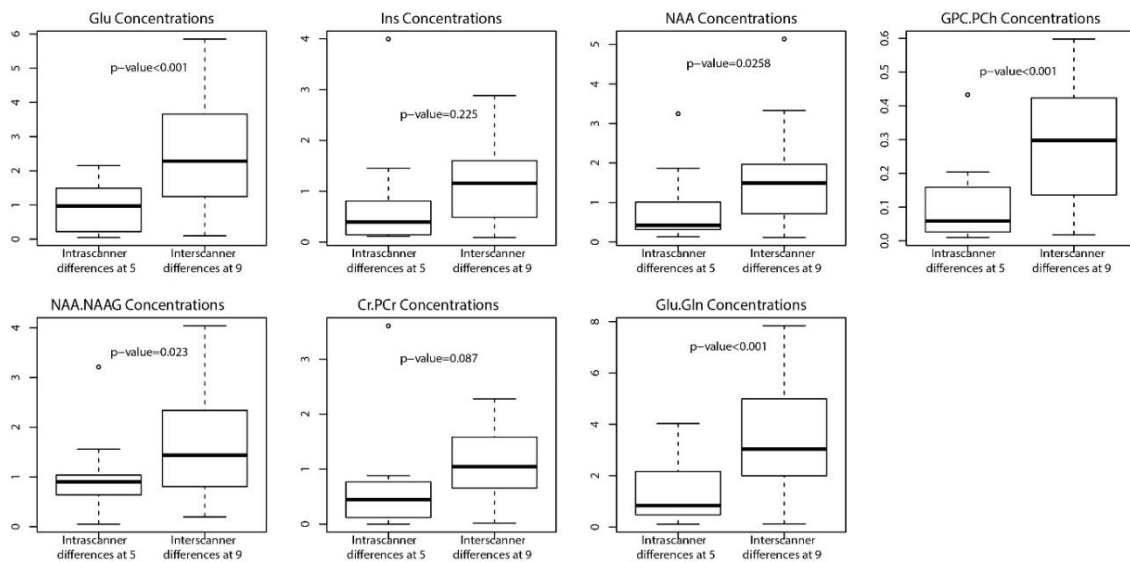 Glu Concentrations
6
5
4
3
2
1
0
p-value<0.001
Intrascanner
differences at 5
Interscanner
differences at 9
Ins Concentrations
4
3
2
1
0
p-value=0.225
Intrascanner
differences at 5
Interscanner
differences at 9
NAA Concentrations
5
4
3
2
1
0
p-value=0.0258
Intrascanner
differences at 5
Interscanner
differences at 9
GPC.PCh Concentrations
0.6
0.5
0.4
0.3
0.2
0.1
0.0
p-value<0.001
Intrascanner
differences at 5
Interscanner
differences at 9
NAA.NAAG Concentrations
4
3
2
1
0
p-value=0.023
Intrascanner
differences at 5
Interscanner
differences at 9
Cr.PCr Concentrations
3
2
1
0
p-value=0.087
Intrascanner
differences at 5
Interscanner
differences at 9
Glu.Gln Concentrations
8
6
4
2
0
p-value<0.001
Intrascanner
differences at 5
Interscanner
differences at 9